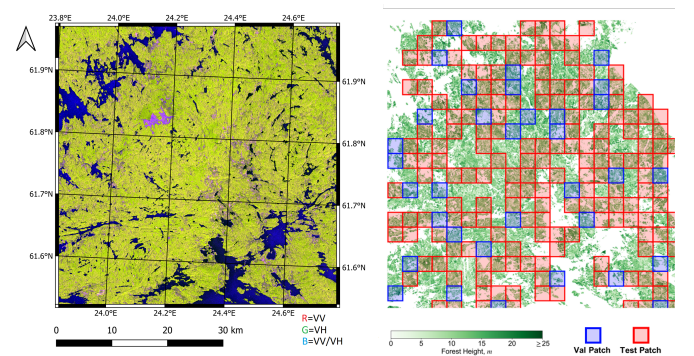 23.8°E 24.0°E 24.2°E 24.4°E 24.6°E
61.9°N
61.8°N
61.7°N
61.6°N
61.9°N
61.8°N
61.7°N
61.6°N
24.0°E 24.2°E 24.4°E 24.6°E
0 10 20 30 km
R=VV
G=VH
B=VV/VH
0 5 10 15 20 ≥25
Forest Height, m
Val Patch Test Patch